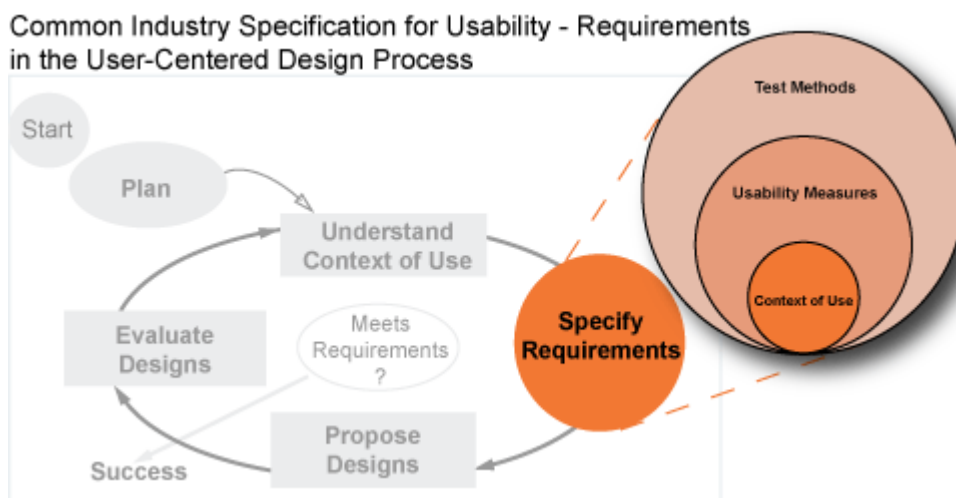 Common Industry Specification for Usability - Requirements
in the User-Centered Design Process
Start
Plan
Understand
Context of Use
Specify
Requirements
Propose
Designs
Evaluate
Designs
Meets
Requirements
?
Success
Test Methods
Usability Measures
Context of Use